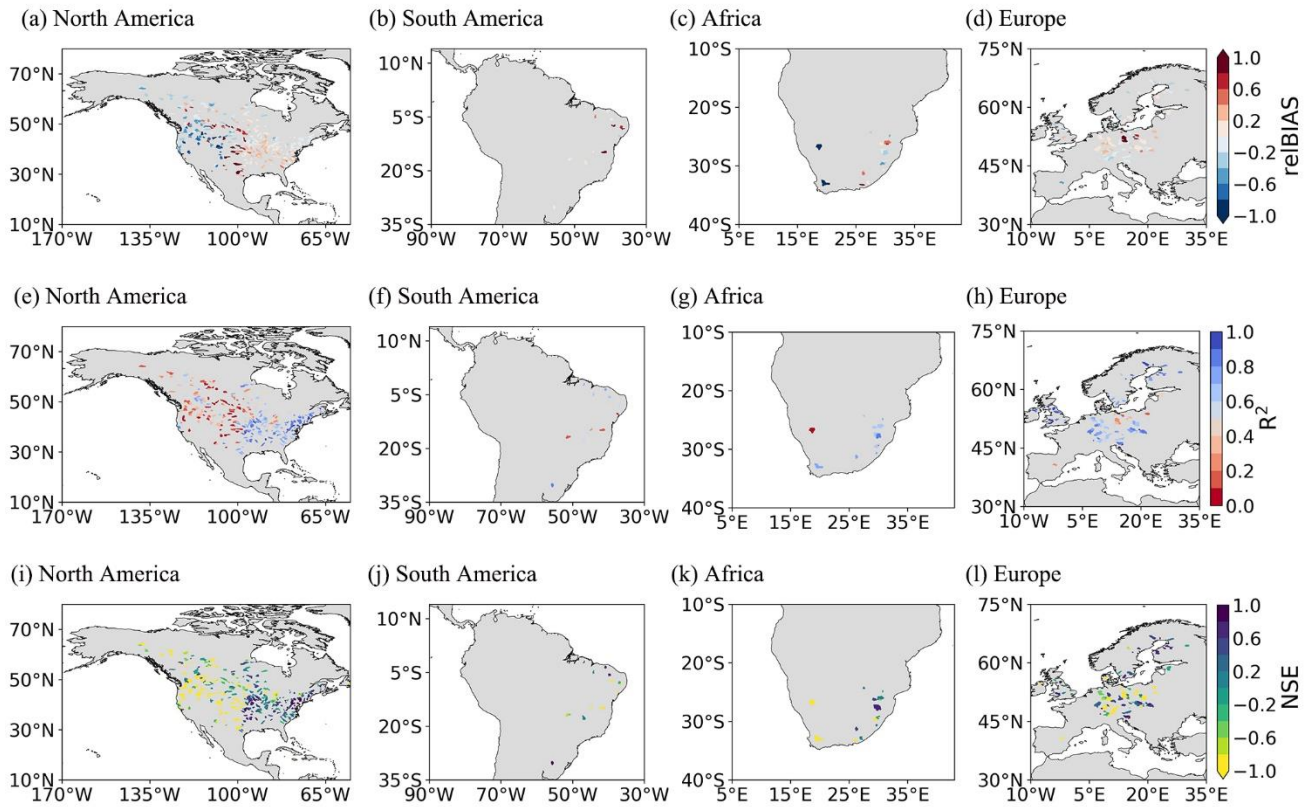 (a) North America
(b) South America
(c) Africa
(d) Europe
70°N
50°N
30°N
10°N
170°W 135°W 100°W 65°W
10°N
5°S
20°S
35°S
90°W 70°W 50°W 30°W
10°S
20°S
30°S
40°S
5°E 15°E 25°E 35°E
75°N
60°N
45°N
30°N
10°W 5°E 20°E 35°E
1.0
0.6
0.2
−0.2
−0.6
−1.0
relBIAS
(e) North America
(f) South America
(g) Africa
(h) Europe
70°N
50°N
30°N
10°N
170°W 135°W 100°W 65°W
10°N
5°S
20°S
35°S
90°W 70°W 50°W 30°W
10°S
20°S
30°S
40°S
5°E 15°E 25°E 35°E
75°N
60°N
45°N
30°N
10°W 5°E 20°E 35°E
1.0
0.8
0.6
0.4
0.2
0.0
R²
(i) North America
(j) South America
(k) Africa
(l) Europe
70°N
50°N
30°N
10°N
170°W 135°W 100°W 65°W
10°N
5°S
20°S
35°S
90°W 70°W 50°W 30°W
10°S
20°S
30°S
40°S
5°E 15°E 25°E 35°E
75°N
60°N
45°N
30°N
10°W 5°E 20°E 35°E
1.0
0.6
0.2
−0.2
−0.6
−1.0
NSE